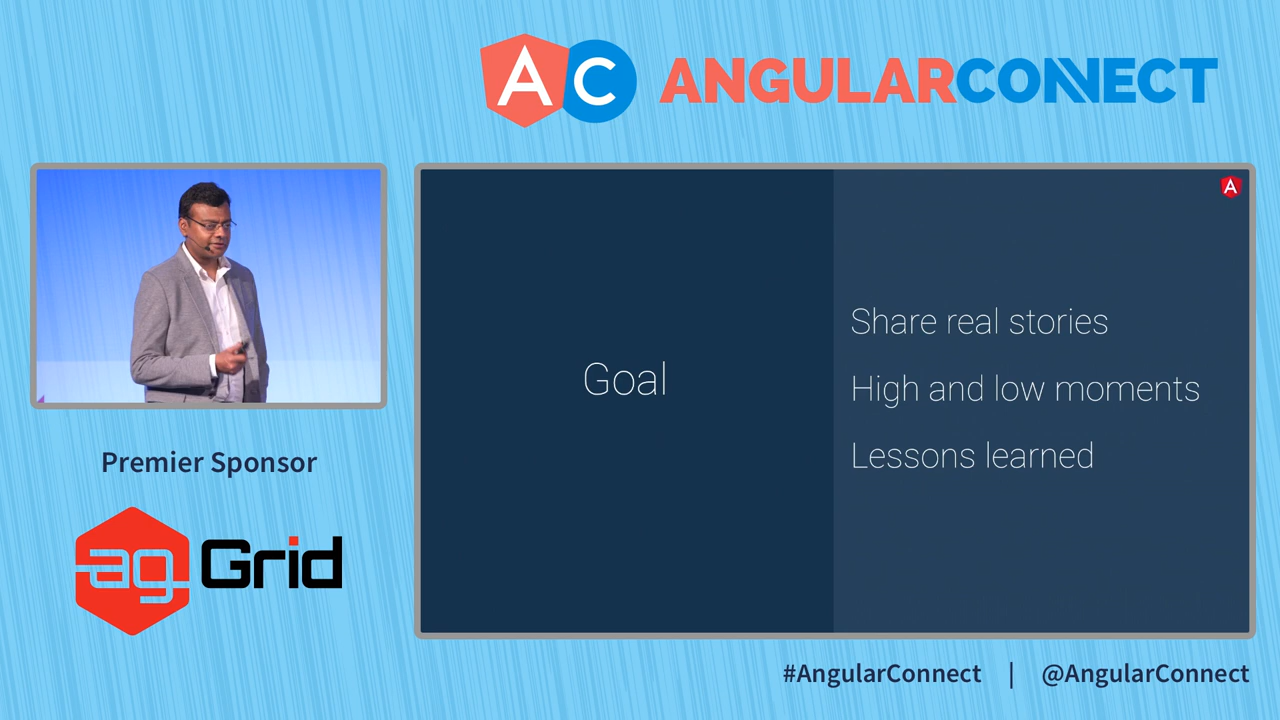 AC ANGULARCONNECT
A
Goal
Share real stories
High and low moments
Lessons learned
Premier Sponsor
ag Grid
#AngularConnect | @AngularConnect